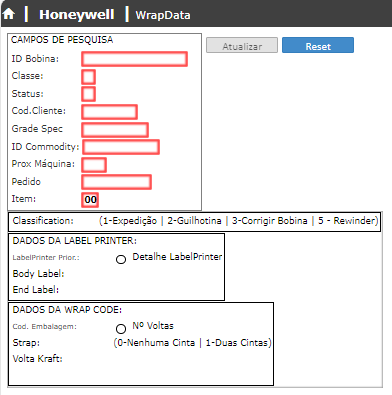 Honeywell | WrapData
CAMPOS DE PESQUISA
Atualizar
Reset
ID Bobina:
Classe:
Status:
Cod.Cliente:
Grade Spec
ID Commodity:
Prox Máquina:
Pedido
Item: 00
Classification: (1-Expedição | 2-Guilhotina | 3-Corrigir Bobina | 5 - Rewinder)
DADOS DA LABEL PRINTER:
LabelPrinter Prior.: Detalhe LabelPrinter
Body Label:
End Label:
DADOS DA WRAP CODE:
Cod. Embalagem: Nº Voltas
Strap: (0-Nenhuma Cinta | 1-Duas Cintas)
Volta Kraft: